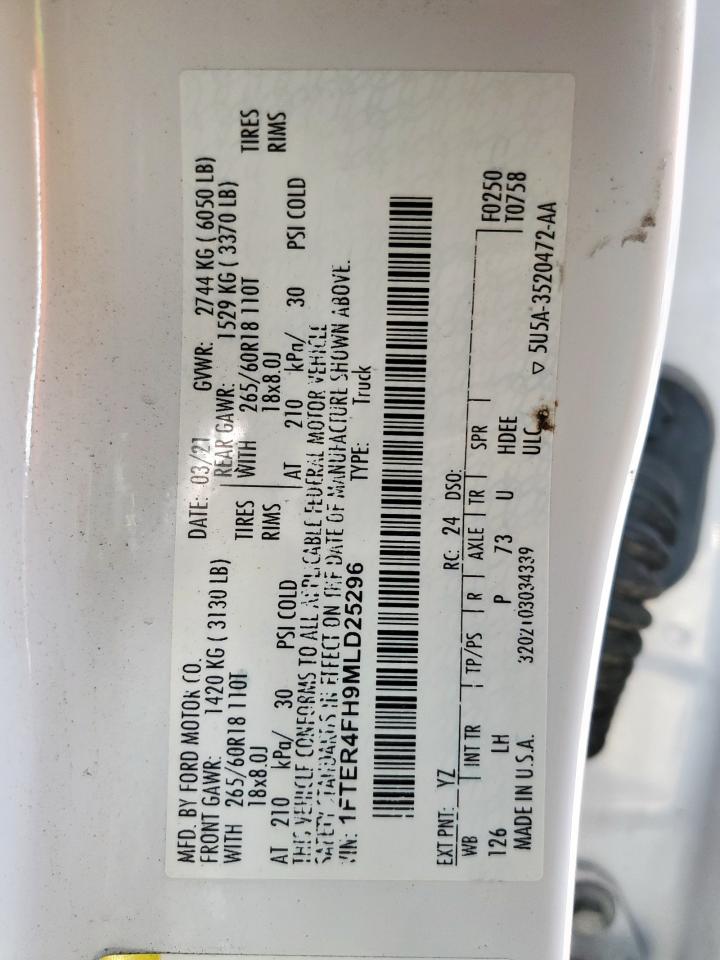 MFD. BY FORD MOTOR CO.
DATE: 03/21 GVWR: 2744 KG ( 6050 LB)
FRONT GAWR: 1420 KG ( 3130 LB) REAR GAWR: 1529 KG ( 3370 LB)
WITH 265/60R18 110T TIRES WITH 265/60R18 110T TIRES
18x8.0J RIMS 18x8.0J RIMS
AT 210 kPa/ 30 PSI COLD AT 210 kPa/ 30 PSI COLD
THIS VEHICLE CONFORMS TO ALL APPLICABLE FEDERAL MOTOR VEHICLE
SAFETY STANDARDS IN EFFECT ON THE DATE OF MANUFACTURE SHOWN ABOVE.
VIN: 1FTER4FH9MLD25296 TYPE: Truck
EXT PNT: YZ RC: 24 DSO: F0250
WB INT TR TP/PS R AXLE TR SPR T0758
126 LH P 73 U HDEE
MADE IN U.S.A. ULC ▽ 5U5A-3520472-AA